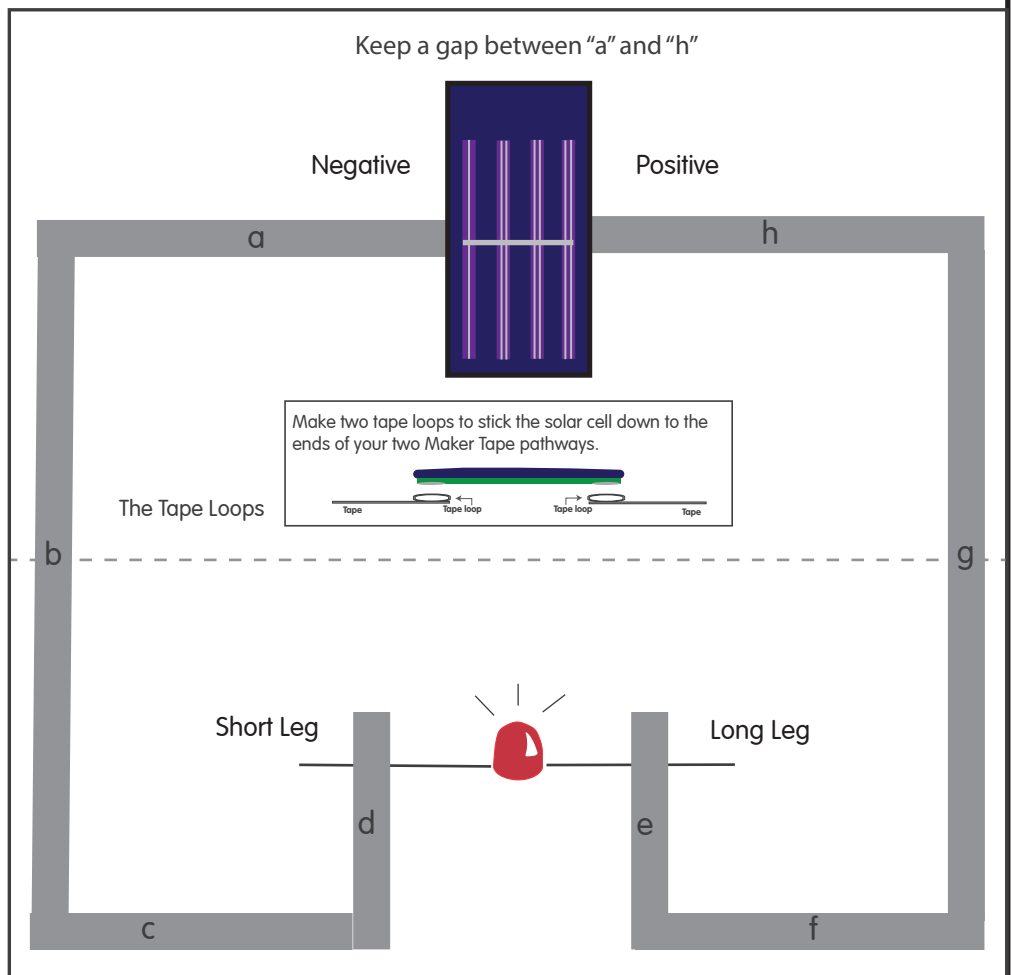 Keep a gap between “a” and “h”
Negative
Positive
a
h
Make two tape loops to stick the solar cell down to the
ends of your two Maker Tape pathways.
Tape
Tape loop
Tape loop
Tape
The Tape Loops
b
g
Short Leg
Long Leg
d
e
c
f